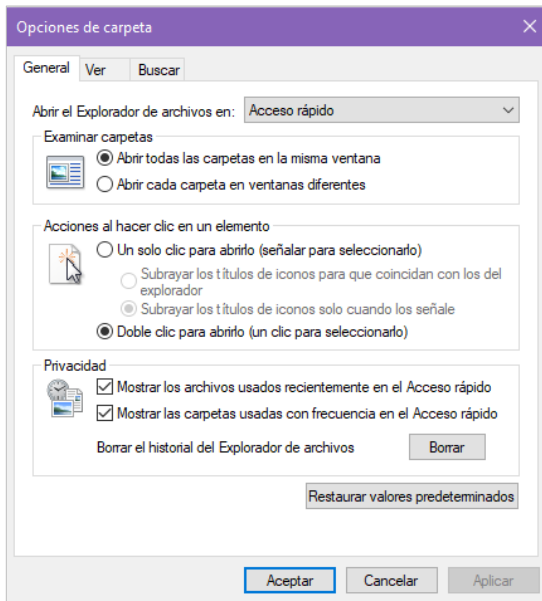 Opciones de carpeta
General Ver Buscar
Abrir el Explorador de archivos en: Acceso rápido
Examinar carpetas
Abrir todas las carpetas en la misma ventana
Abrir cada carpeta en ventanas diferentes
Acciones al hacer clic en un elemento
Un solo clic para abrirlo (señalar para seleccionarlo)
Subrayar los títulos de iconos para que coincidan con los del
explorador
Subrayar los títulos de iconos solo cuando los señale
Doble clic para abrirlo (un clic para seleccionarlo)
Privacidad
Mostrar los archivos usados recientemente en el Acceso rápido
Mostrar las carpetas usadas con frecuencia en el Acceso rápido
Borrar el historial del Explorador de archivos Borrar
Restaurar valores predeterminados
Aceptar Cancelar Aplicar